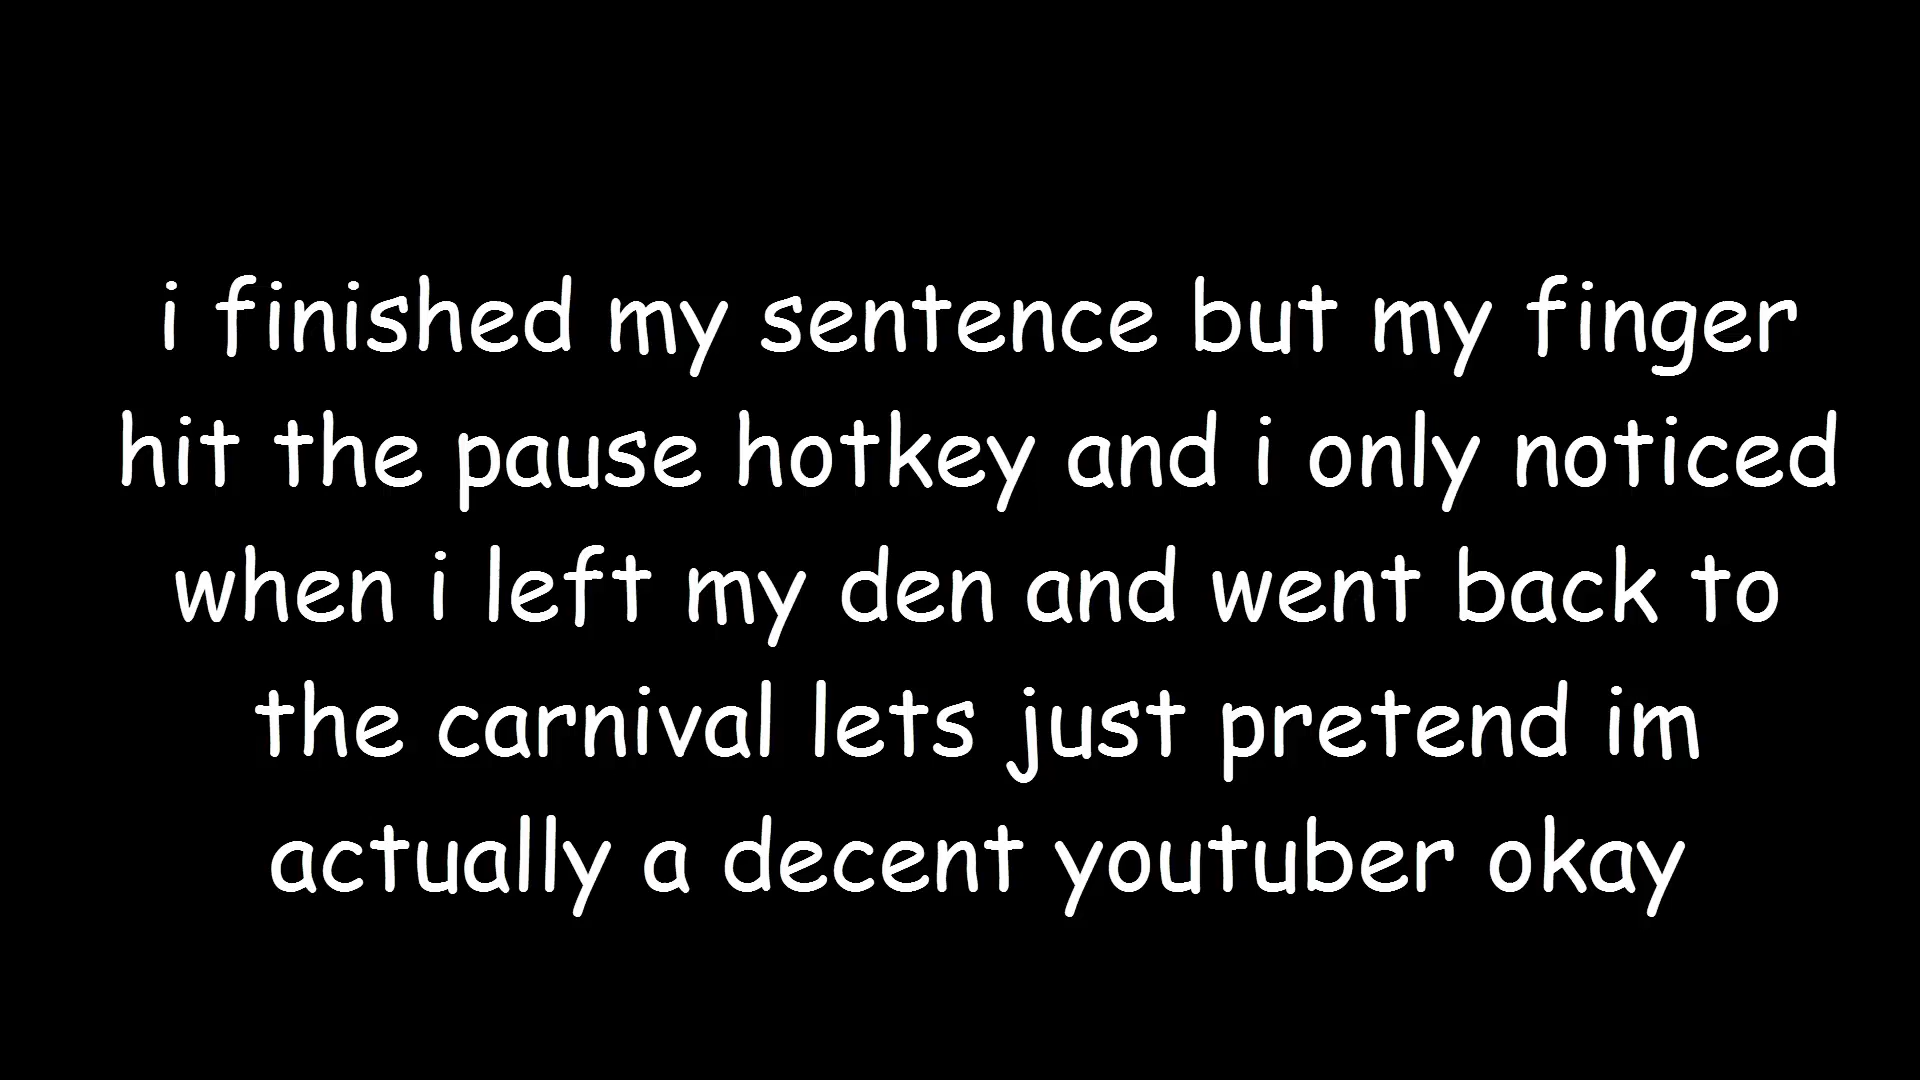 i finished my sentence but my finger
hit the pause hotkey and i only noticed
when i left my den and went back to
the carnival lets just pretend im
actually a decent youtuber okay